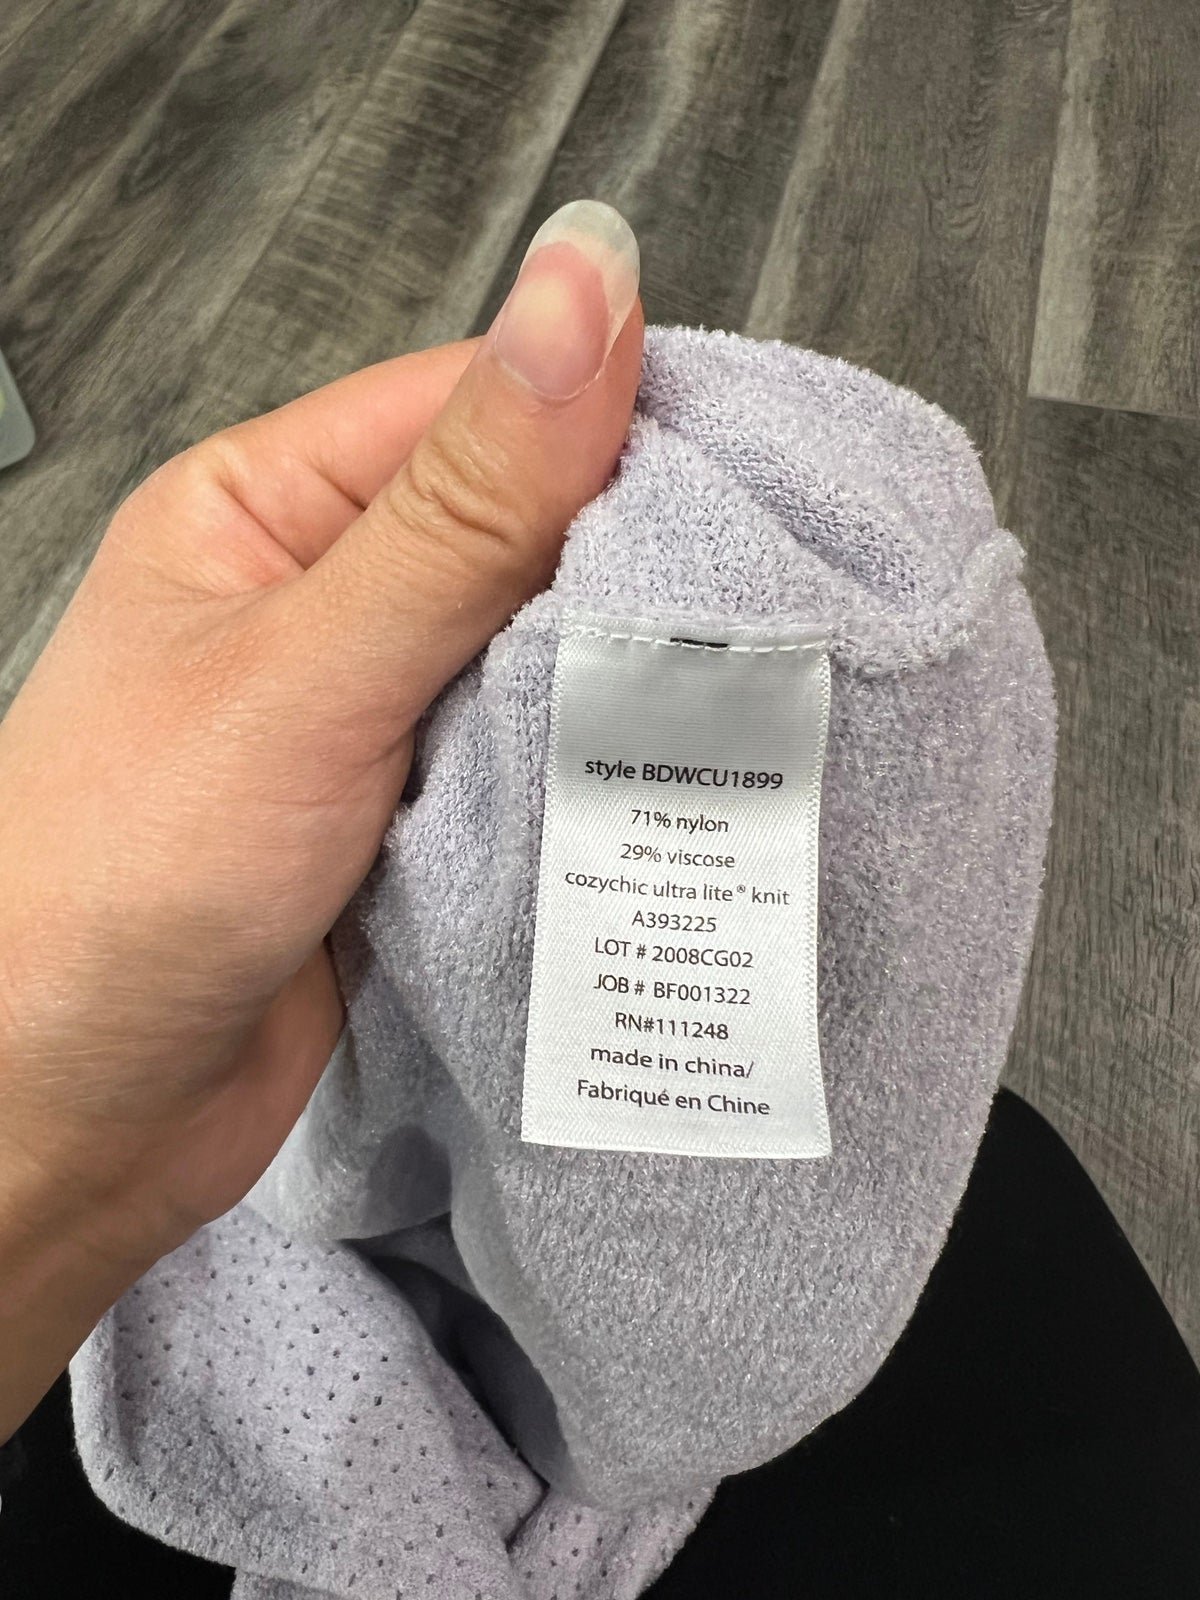 style BDWCU1899
71% nylon
29% viscose
cozychic ultra lite® knit
A393225
LOT # 2008CG02
JOB # BF001322
RN#111248
made in china/
Fabriqué en Chine